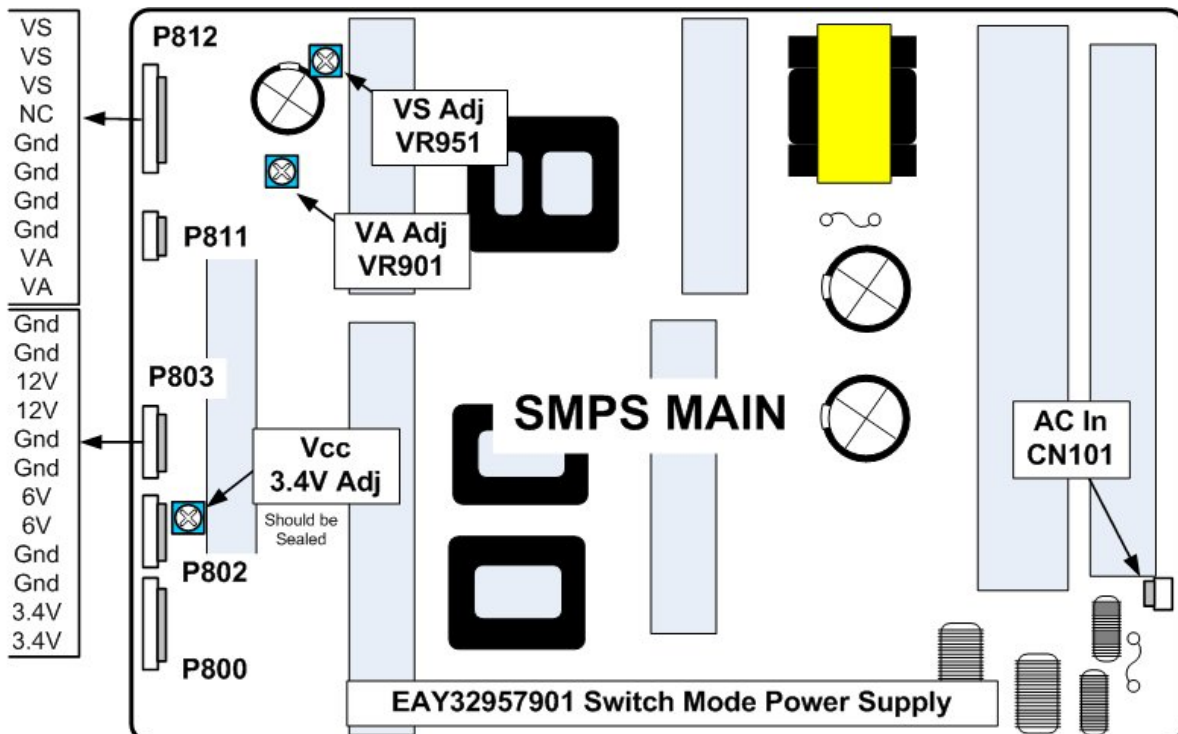 VS
VS
VS
NC
Gnd
Gnd
Gnd
Gnd
VA
VA
Gnd
Gnd
12V
12V
Gnd
Gnd
6V
6V
Gnd
Gnd
3.4V
3.4V
P812
VS Adj
VR951
VA Adj
VR901
P811
P803
Vcc
3.4V Adj
Should be
Sealed
P802
P800
SMPS MAIN
AC In
CN101
EAY32957901 Switch Mode Power Supply